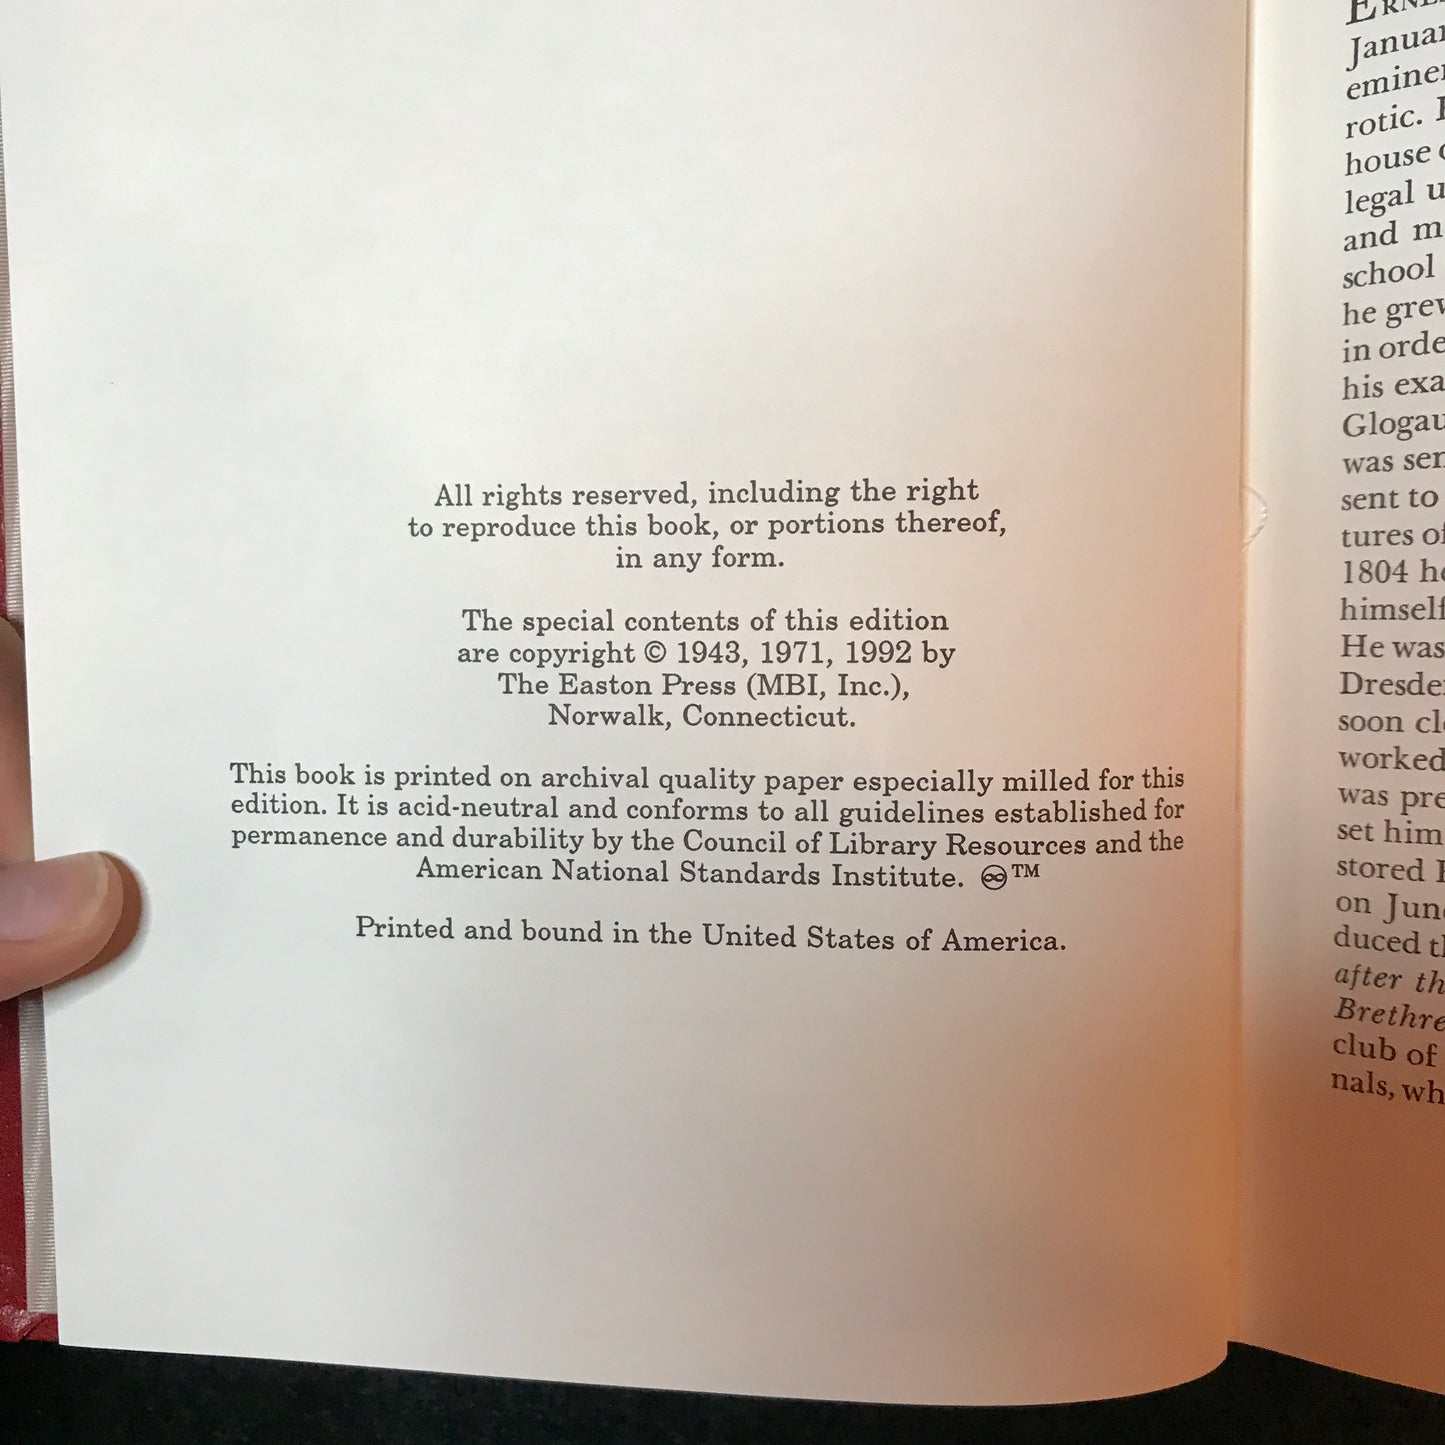 All rights reserved, including the right
to reproduce this book, or portions thereof,
in any form.
The special contents of this edition
are copyright © 1943, 1971, 1992 by
The Easton Press (MBI, Inc.),
Norwalk, Connecticut.
This book is printed on archival quality paper especially milled for this
edition. It is acid-neutral and conforms to all guidelines established for
permanence and durability by the Council of Library Resources and the
American National Standards Institute. ♾™
Printed and bound in the United States of America.
rotic.
house
legal
and
school
he
in
his
was
sent to
tures
1804
himself
He was
soon
worked
was
set him
stored
on
duced
after
club of
nals,